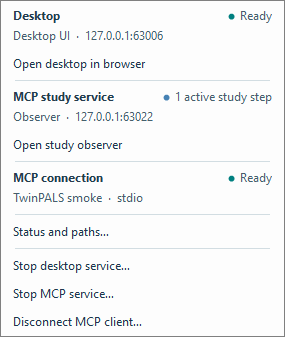 Desktop
Ready
Desktop UI · 127.0.0.1:63006
Open desktop in browser
MCP study service
1 active study step
Observer · 127.0.0.1:63022
Open study observer
MCP connection
Ready
TwinPALS smoke · stdio
Status and paths...
Stop desktop service...
Stop MCP service...
Disconnect MCP client...